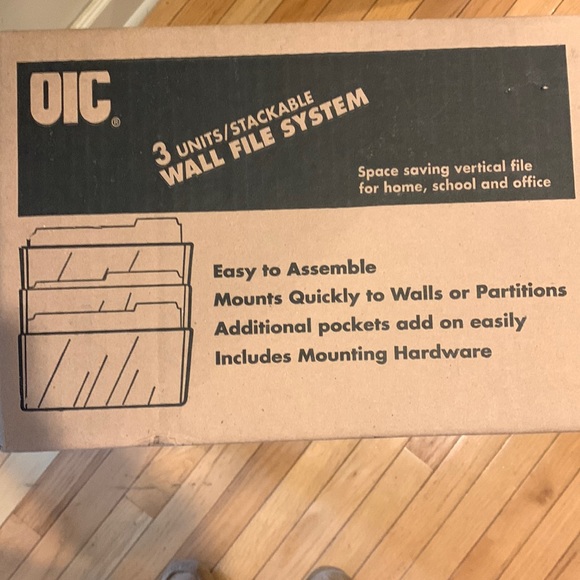 OIC®
3 UNITS/STACKABLE
WALL FILE SYSTEM
Space saving vertical file
for home, school and office
Easy to Assemble
Mounts Quickly to Walls or Partitions
Additional pockets add on easily
Includes Mounting Hardware